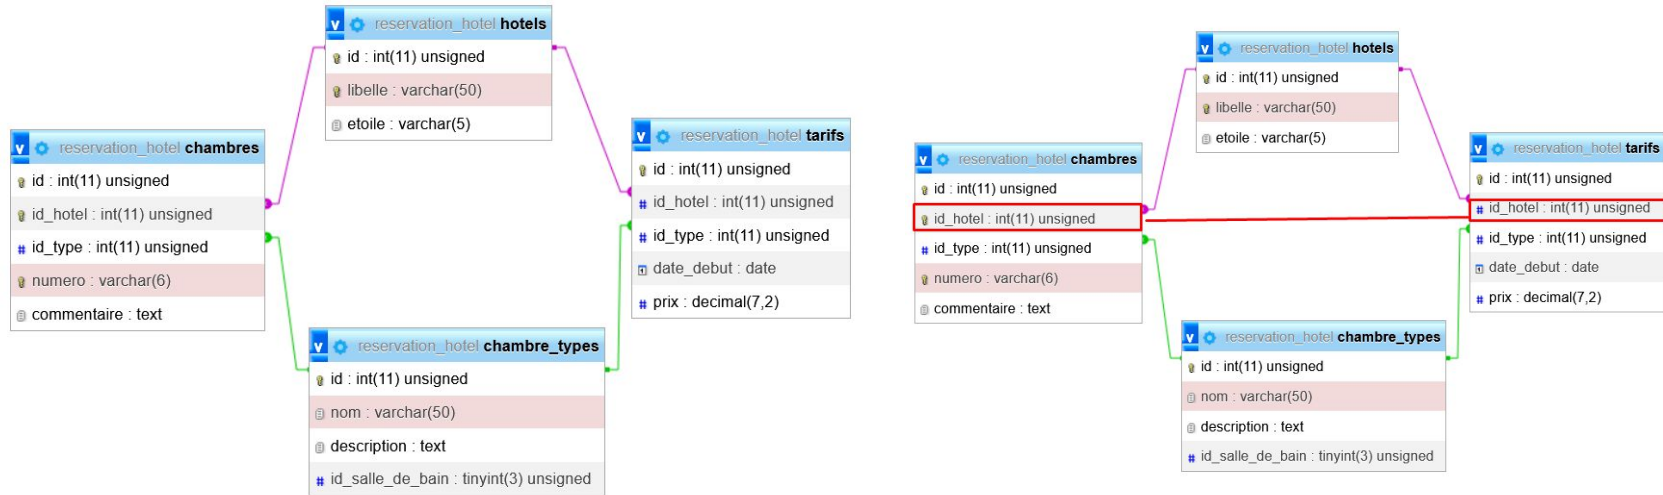 reservation_hotel hotels
id : int(11) unsigned
libelle : varchar(50)
etoile : varchar(5)
reservation_hotel chambres
id : int(11) unsigned
id_hotel : int(11) unsigned
id_type : int(11) unsigned
numero : varchar(6)
commentaire : text
reservation_hotel tarifs
id : int(11) unsigned
id_hotel : int(11) unsigned
id_type : int(11) unsigned
date_debut : date
prix : decimal(7,2)
reservation_hotel chambre_types
id : int(11) unsigned
nom : varchar(50)
description : text
id_salle_de_bain : tinyint(3) unsigned
reservation_hotel hotels
id : int(11) unsigned
libelle : varchar(50)
etoile : varchar(5)
reservation_hotel chambres
id : int(11) unsigned
id_hotel : int(11) unsigned
id_type : int(11) unsigned
numero : varchar(6)
commentaire : text
reservation_hotel tarifs
id : int(11) unsigned
id_hotel : int(11) unsigned
id_type : int(11) unsigned
date_debut : date
prix : decimal(7,2)
reservation_hotel chambre_types
id : int(11) unsigned
nom : varchar(50)
description : text
id_salle_de_bain : tinyint(3) unsigned